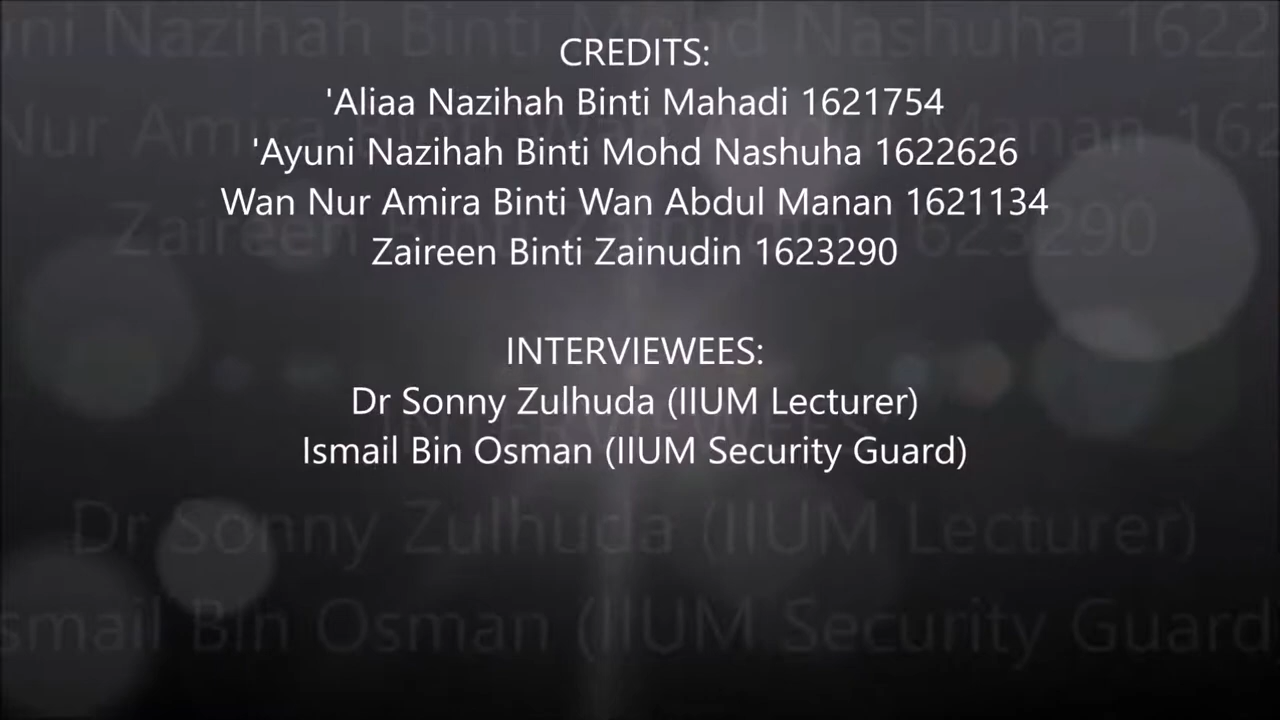 CREDITS:
'Aliaa Nazihah Binti Mahadi 1621754
'Ayuni Nazihah Binti Mohd Nashuha 1622626
Wan Nur Amira Binti Wan Abdul Manan 1621134
Zaireen Binti Zainudin 1623290
INTERVIEWEES:
Dr Sonny Zulhuda (IIUM Lecturer)
Ismail Bin Osman (IIUM Security Guard)